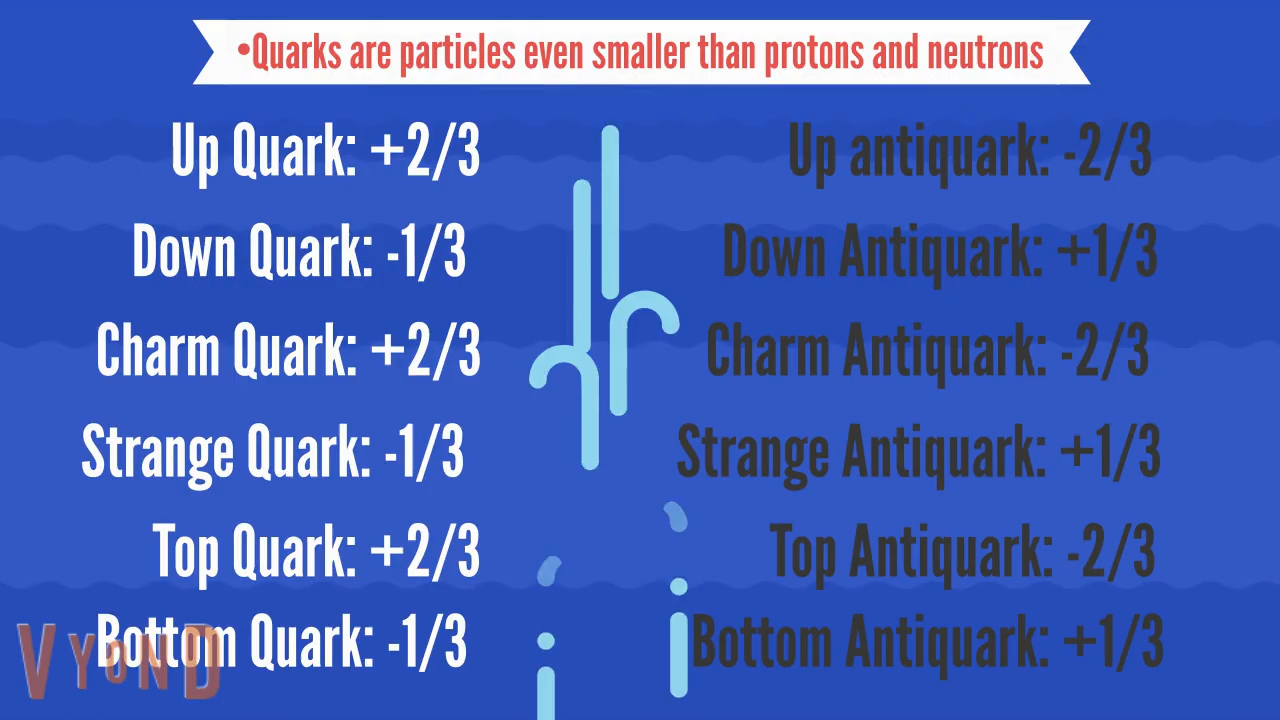 •Quarks are particles even smaller than protons and neutrons
Up Quark: +2/3
Down Quark: -1/3
Charm Quark: +2/3
Strange Quark: -1/3
Top Quark: +2/3
Bottom Quark: -1/3
Up antiquark: -2/3
Down Antiquark: +1/3
Charm Antiquark: -2/3
Strange Antiquark: +1/3
Top Antiquark: -2/3
Bottom Antiquark: +1/3
VYOND